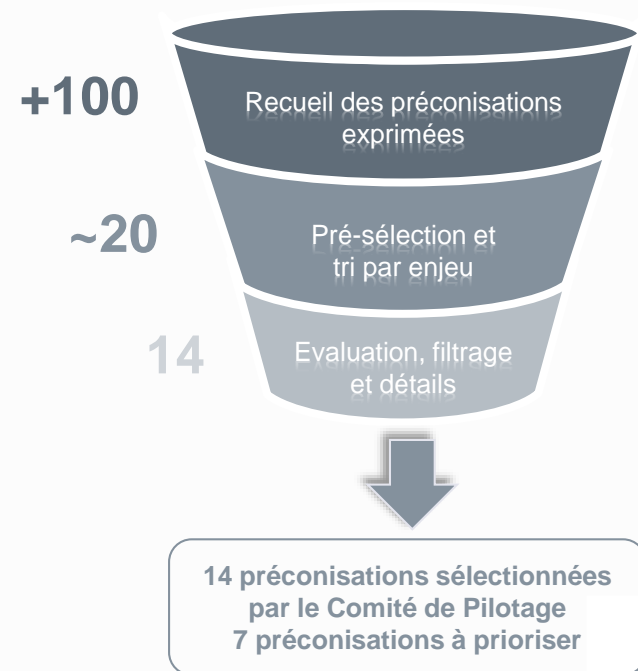 +100
Recueil des préconisations
exprimées
~20
Pré-sélection et
tri par enjeu
14
Evaluation, filtrage
et détails
14 préconisations sélectionnées
par le Comité de Pilotage
7 préconisations à prioriser